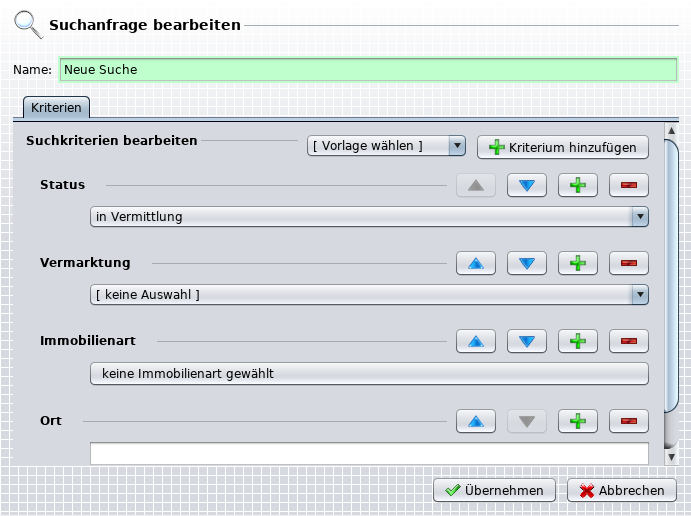 Suchanfrage bearbeiten
Name: Neue Suche
Kriterien
Suchkriterien bearbeiten [ Vorlage wählen ] Kriterium hinzufügen
Status
in Vermittlung
Vermarktung
[ keine Auswahl ]
Immobilienart
keine Immobilienart gewählt
Ort
Übernehmen Abbrechen